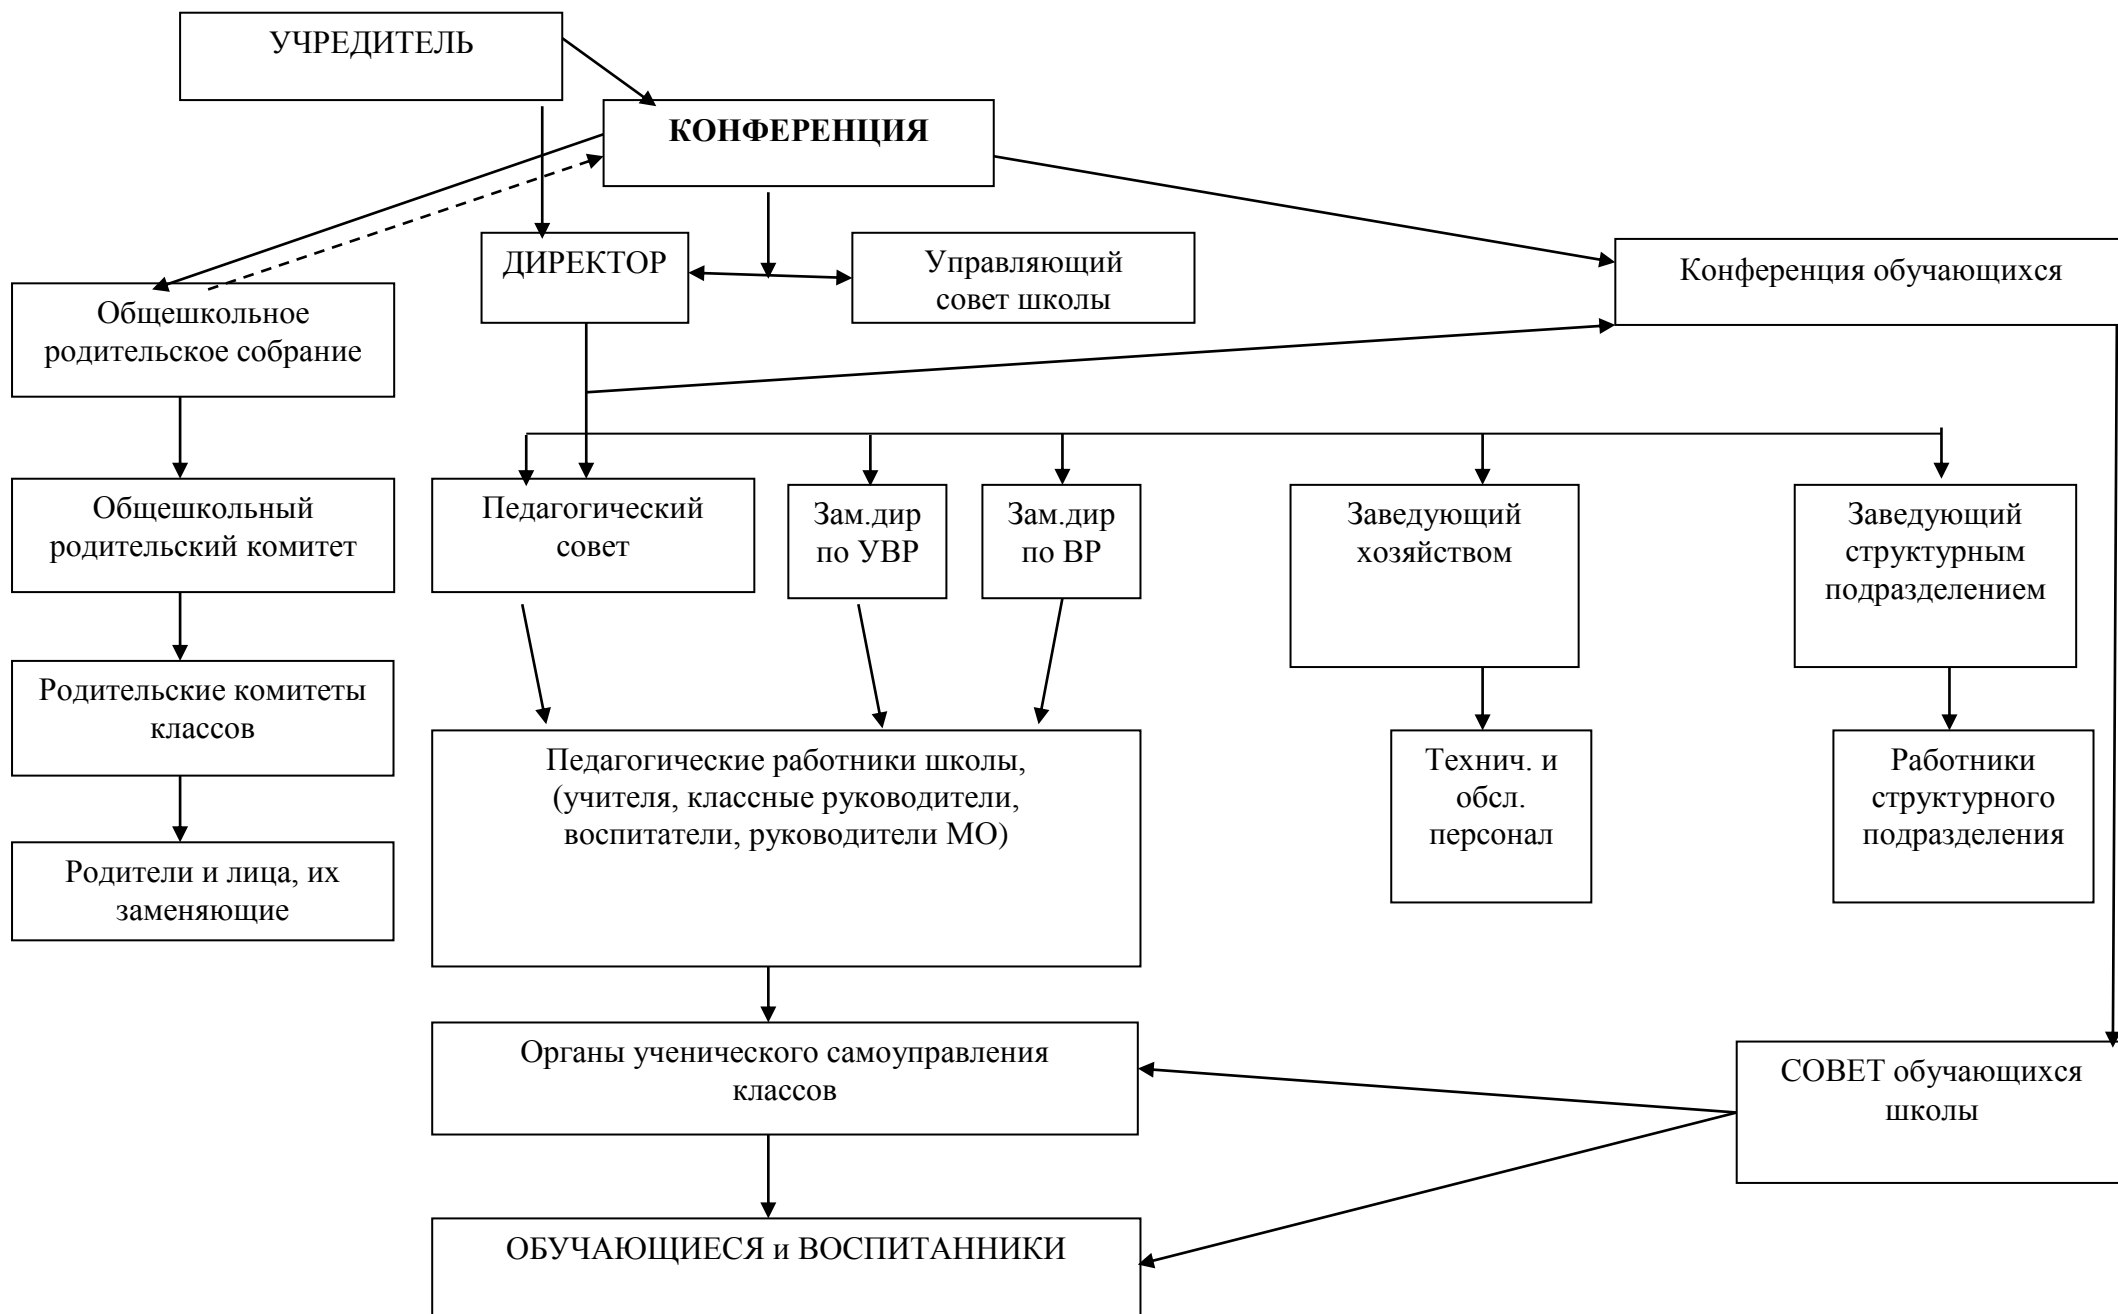 УЧРЕДИТЕЛЬ
КОНФЕРЕНЦИЯ
ДИРЕКТОР
Управляющий
совет школы
Конференция обучающихся
Общешкольное
родительское собрание
Общешкольный
родительский комитет
Педагогический
совет
Зам.дир
по УВР
Зам.дир
по ВР
Заведующий
хозяйством
Заведующий
структурным
подразделением
Родительские комитеты
классов
Педагогические работники школы,
(учителя, классные руководители,
воспитатели, руководители МО)
Технич. и
обсл.
персонал
Работники
структурного
подразделения
Родители и лица, их
заменяющие
Органы ученического самоуправления
классов
СОВЕТ обучающихся
школы
ОБУЧАЮЩИЕСЯ и ВОСПИТАННИКИ